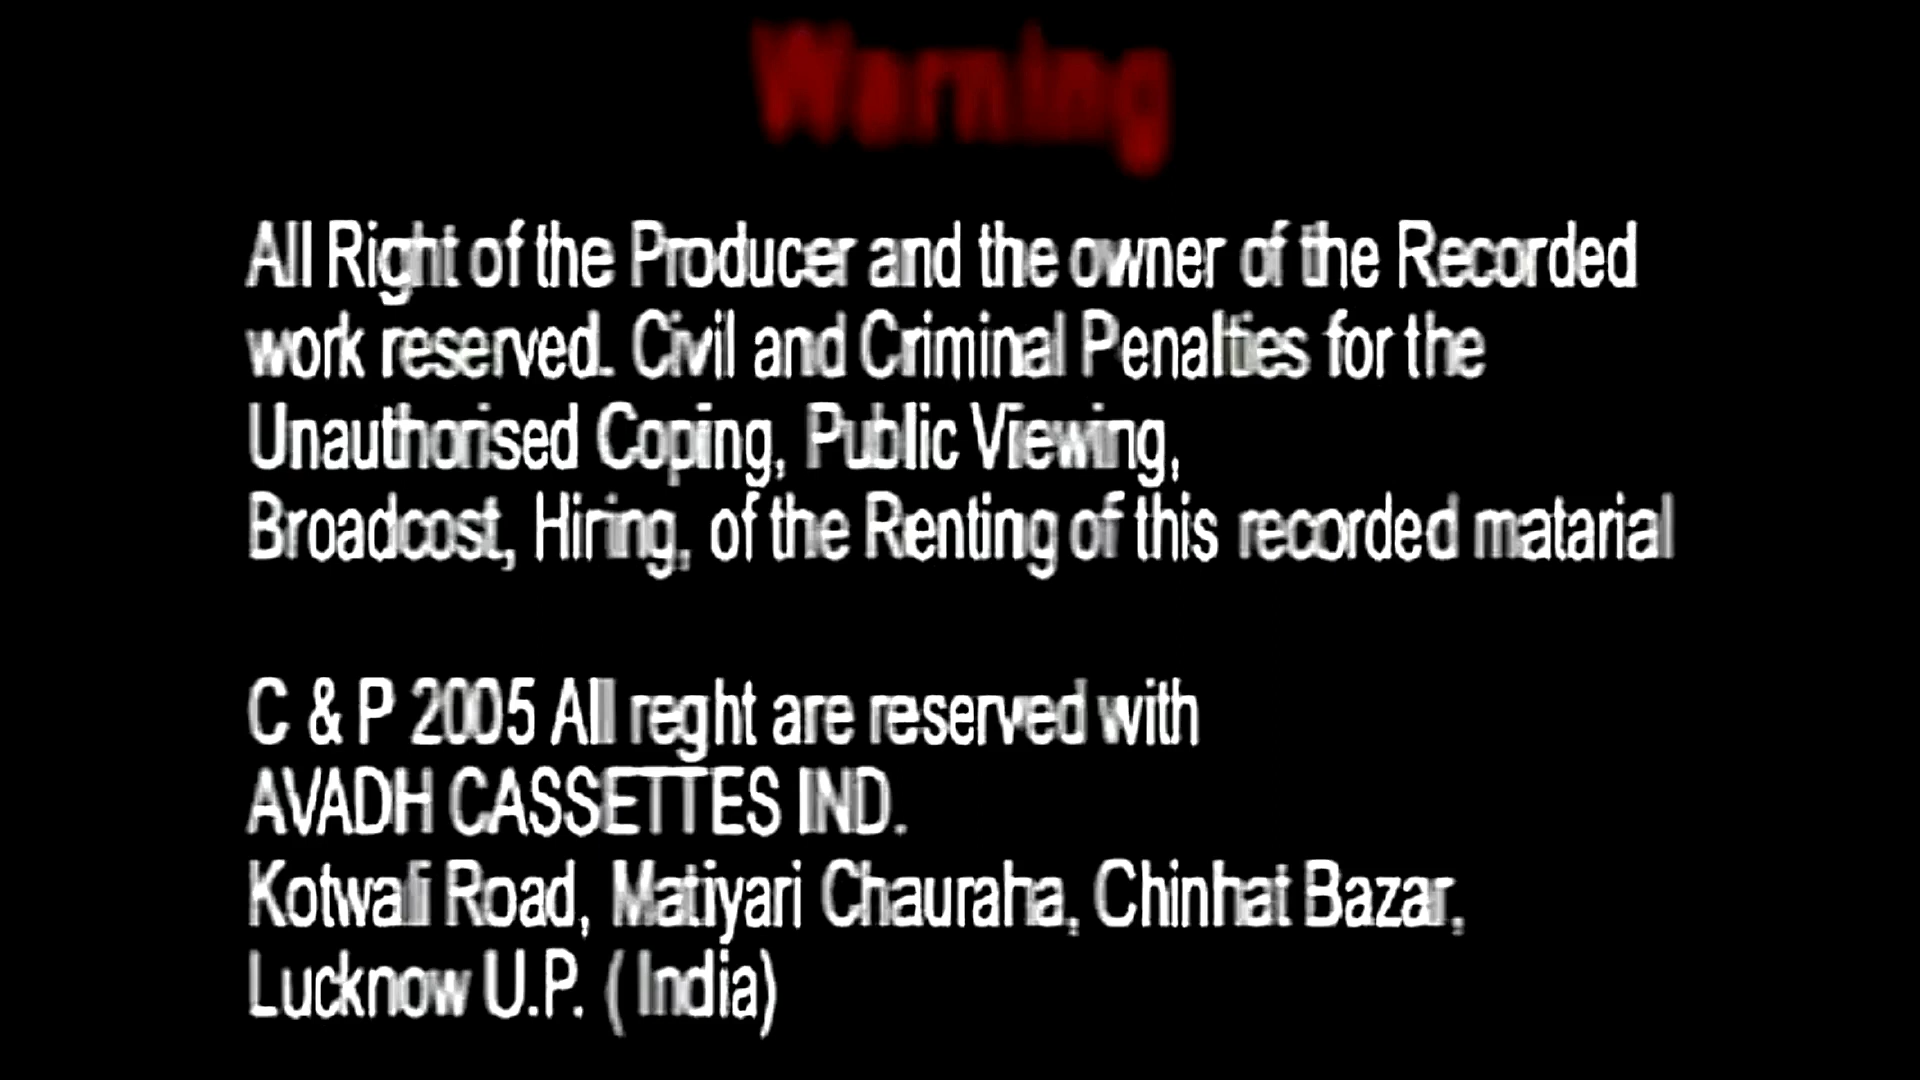 Warning
All Right of the Producer and the owner of the Recorded
work reserved. Civil and Criminal Penalties for the
Unauthorised Coping, Public Viewing,
Broadcost, Hiring, of the Renting of this recorded matarial
C & P 2005 All reght are reserved with
AVADH CASSETTES IND.
Kotwali Road, Matiyari Chauraha, Chinhat Bazar,
Lucknow U.P. ( India)